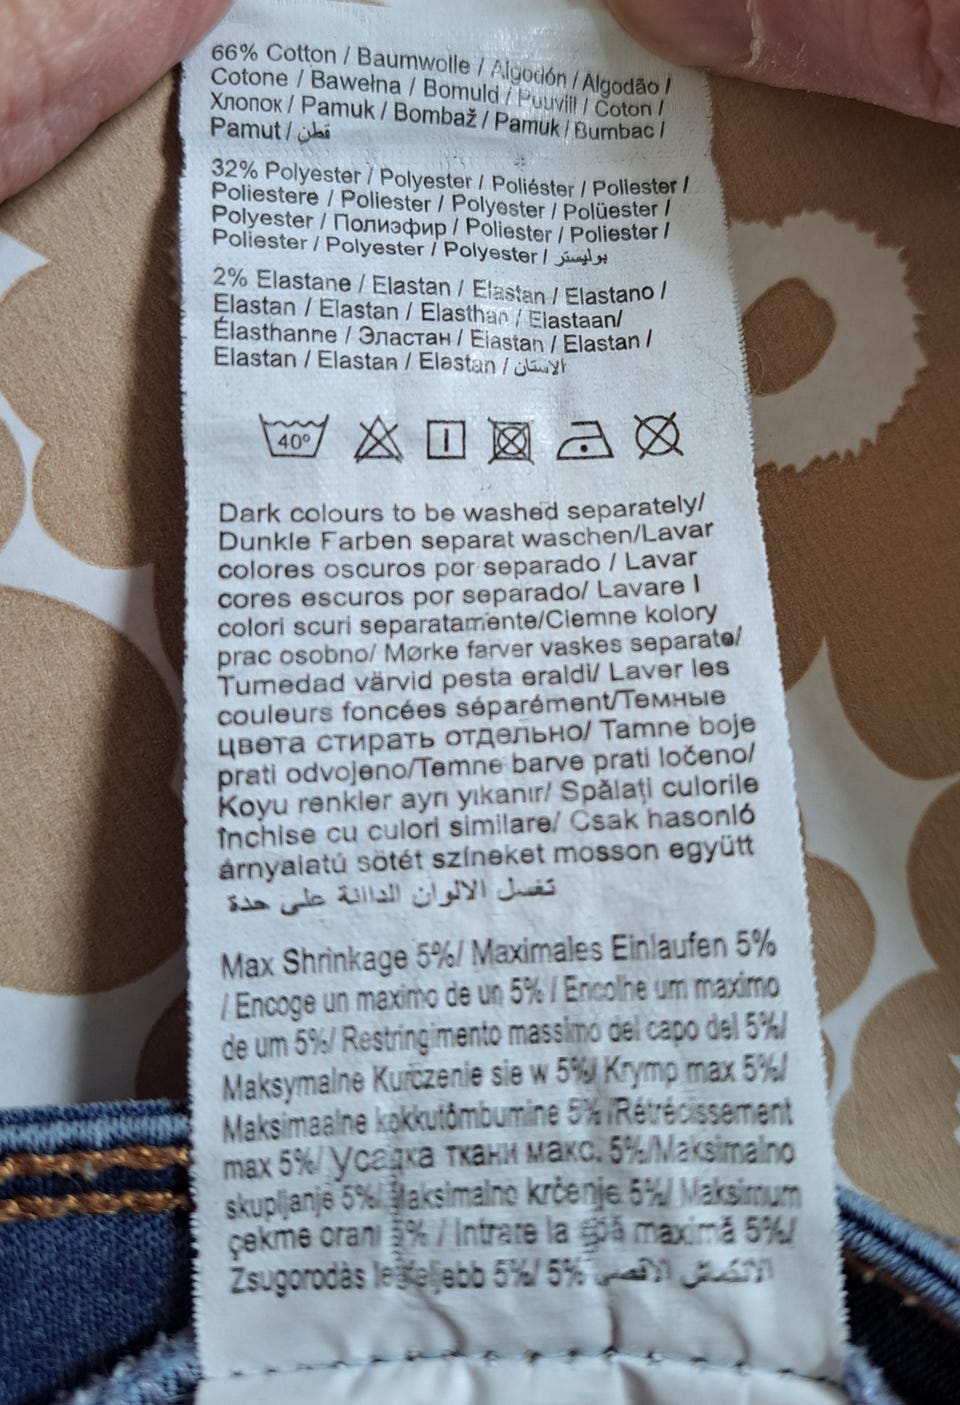 66% Cotton / Baumwolle / Algodón / Algodão /
Cotone / Bawełna / Bomuld / Puuvill / Coton /
Хлопок / Pamuk / Bombaž / Pamuk / Bumbac /
Pamut / قطن
32% Polyester / Polyester / Poliéster / Poliester /
Poliestere / Poliester / Polyester / Polüester /
Polyester / Полиэфир / Poliester / Poliester /
Poliester / Polyester / Polyester / بوليستر
2% Elastane / Elastan / Elastan / Elastano /
Elastan / Elastan / Elasthan / Elastaan/
Élasthanne / Эластан / Elastan / Elastan /
Elastan / Elastan / Elastan / الاستان
40°
Dark colours to be washed separately/
Dunkle Farben separat waschen/Lavar
colores oscuros por separado / Lavar
cores escuros por separado/ Lavare I
colori scuri separatamente/Ciemne kolory
prac osobno/ Mørke farver vaskes separate/
Tumedad värvid pesta eraldi/ Laver les
couleurs foncées séparément/Темные
цвета стирать отдельно/ Tamne boje
prati odvojeno/Temne barve prati ločeno/
Koyu renkler ayrı yıkanır/ Spălați culorile
închise cu culori similare/ Csak hasonló
árnyalatú sötét színeket mosson együtt
تغسل الالوان الداانة على حدة
Max Shrinkage 5%/ Maximales Einlaufen 5%
/ Encoge un maximo de un 5% / Encolhe um maximo
de um 5%/ Restringimento massimo del capo del 5%/
Maksymalne Kurczenie sie w 5%/ Krymp max 5%/
Maksimaalne kokkutõmbumine 5% /Rétrécissement
max 5%/ Усадка ткани макс. 5%/Maksimalno
skupljanje 5%/ Maksimalno krčenje 5%/ Maksimum
çekme oranı 5% / Intrare la apă maximă 5%/
Zsugorodás legfeljebb 5%/ 5% الانكماش الاقصى